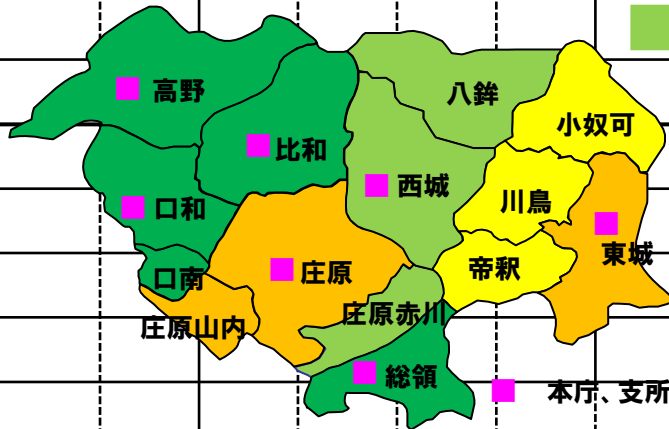 高野
八鉾
小奴可
比和
西城
川鳥
口和
東城
口南
庄原
帝釈
庄原山内
庄原赤川
総領
本庁、支所